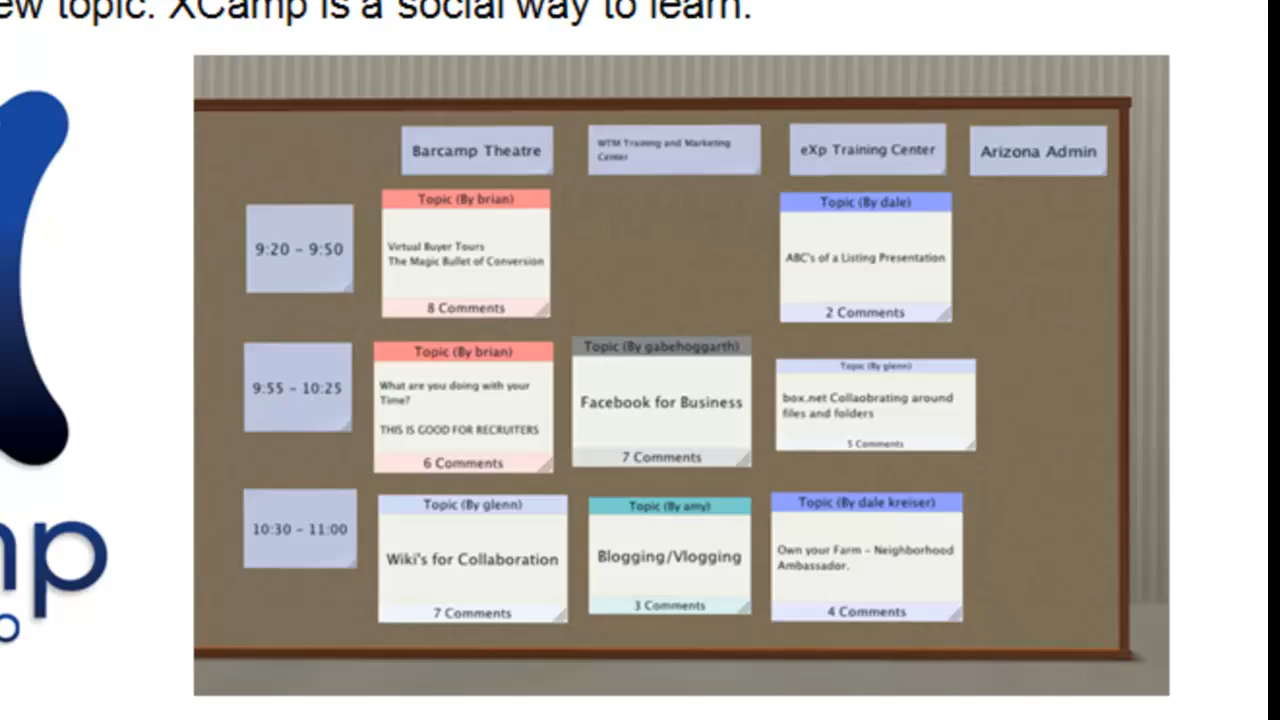 ew topic. XCamp is a social way to learn.
Barcamp Theatre
WTM Training and Marketing
Center
eXp Training Center
Arizona Admin
9:20 - 9:50
Topic (By brian)
Virtual Buyer Tours
The Magic Bullet of Conversion
8 Comments
Topic (By dale)
ABC's of a Listing Presentation
2 Comments
9:55 - 10:25
Topic (By brian)
What are you doing with your
Time?
THIS IS GOOD FOR RECRUITERS
6 Comments
Topic (By gabehoggarth)
Facebook for Business
7 Comments
Topic (By glenn)
box.net Collaobrating around
files and folders
5 Comments
10:30 - 11:00
Topic (By glenn)
Wiki's for Collaboration
7 Comments
Topic (By amy)
Blogging/Vlogging
3 Comments
Topic (By dale kreiser)
Own your Farm - Neighborhood
Ambassador.
4 Comments
mp